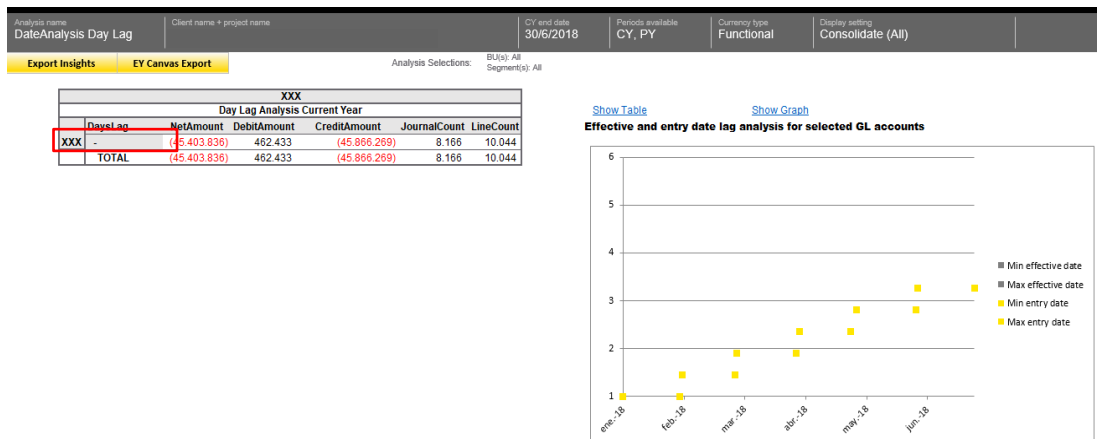 Analysis name
DateAnalysis Day Lag
Client name + project name
CY end date
30/6/2018
Periods available
CY, PY
Currency type
Functional
Display setting
Consolidate (All)
Export Insights
EY Canvas Export
Analysis Selections:
BU(s): All
Segment(s): All
XXX
Day Lag Analysis Current Year
DaysLag NetAmount DebitAmount CreditAmount JournalCount LineCount
XXX - (45.403.836) 462.433 (45.866.269) 8.166 10.044
TOTAL (45.403.836) 462.433 (45.866.269) 8.166 10.044
Show Table
Show Graph
Effective and entry date lag analysis for selected GL accounts
6
5
4
3
2
1
ene.-18
feb.-18
mar.-18
abr.-18
may.-18
jun.-18
Min effective date
Max effective date
Min entry date
Max entry date